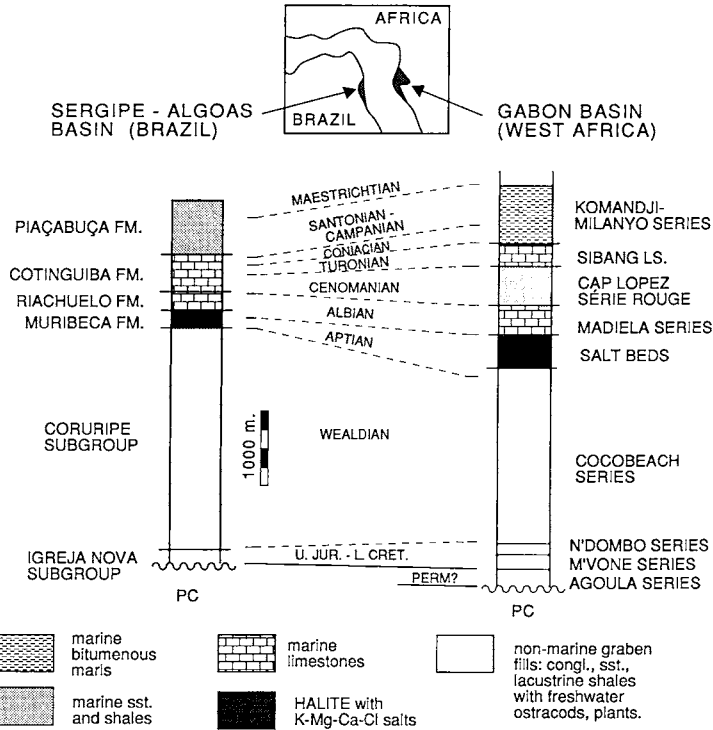 AFRICA
BRAZIL
SERGIPE - ALGOAS
BASIN (BRAZIL)
GABON BASIN
(WEST AFRICA)
PIAÇABUÇA FM.
COTINGUIBA FM.
RIACHUELO FM.
MURIBECA FM.
CORURIPE
SUBGROUP
IGREJA NOVA
SUBGROUP
PC
MAESTRICHTIAN
SANTONIAN -
CAMPANIAN
CONIACIAN
TURONIAN
CENOMANIAN
ALBIAN
APTIAN
1000 m.
WEALDIAN
U. JUR. - L. CRET.
PERM?
KOMANDJI-
MILANYO SERIES
SIBANG LS.
CAP LOPEZ
SÉRIE ROUGE
MADIELA SERIES
SALT BEDS
COCOBEACH
SERIES
N'DOMBO SERIES
M'VONE SERIES
AGOULA SERIES
PC
marine
bitumenous
marls
marine sst.
and shales
marine
limestones
HALITE with
K-Mg-Ca-Cl salts
non-marine graben
fills: congl., sst.,
lacustrine shales
with freshwater
ostracods, plants.